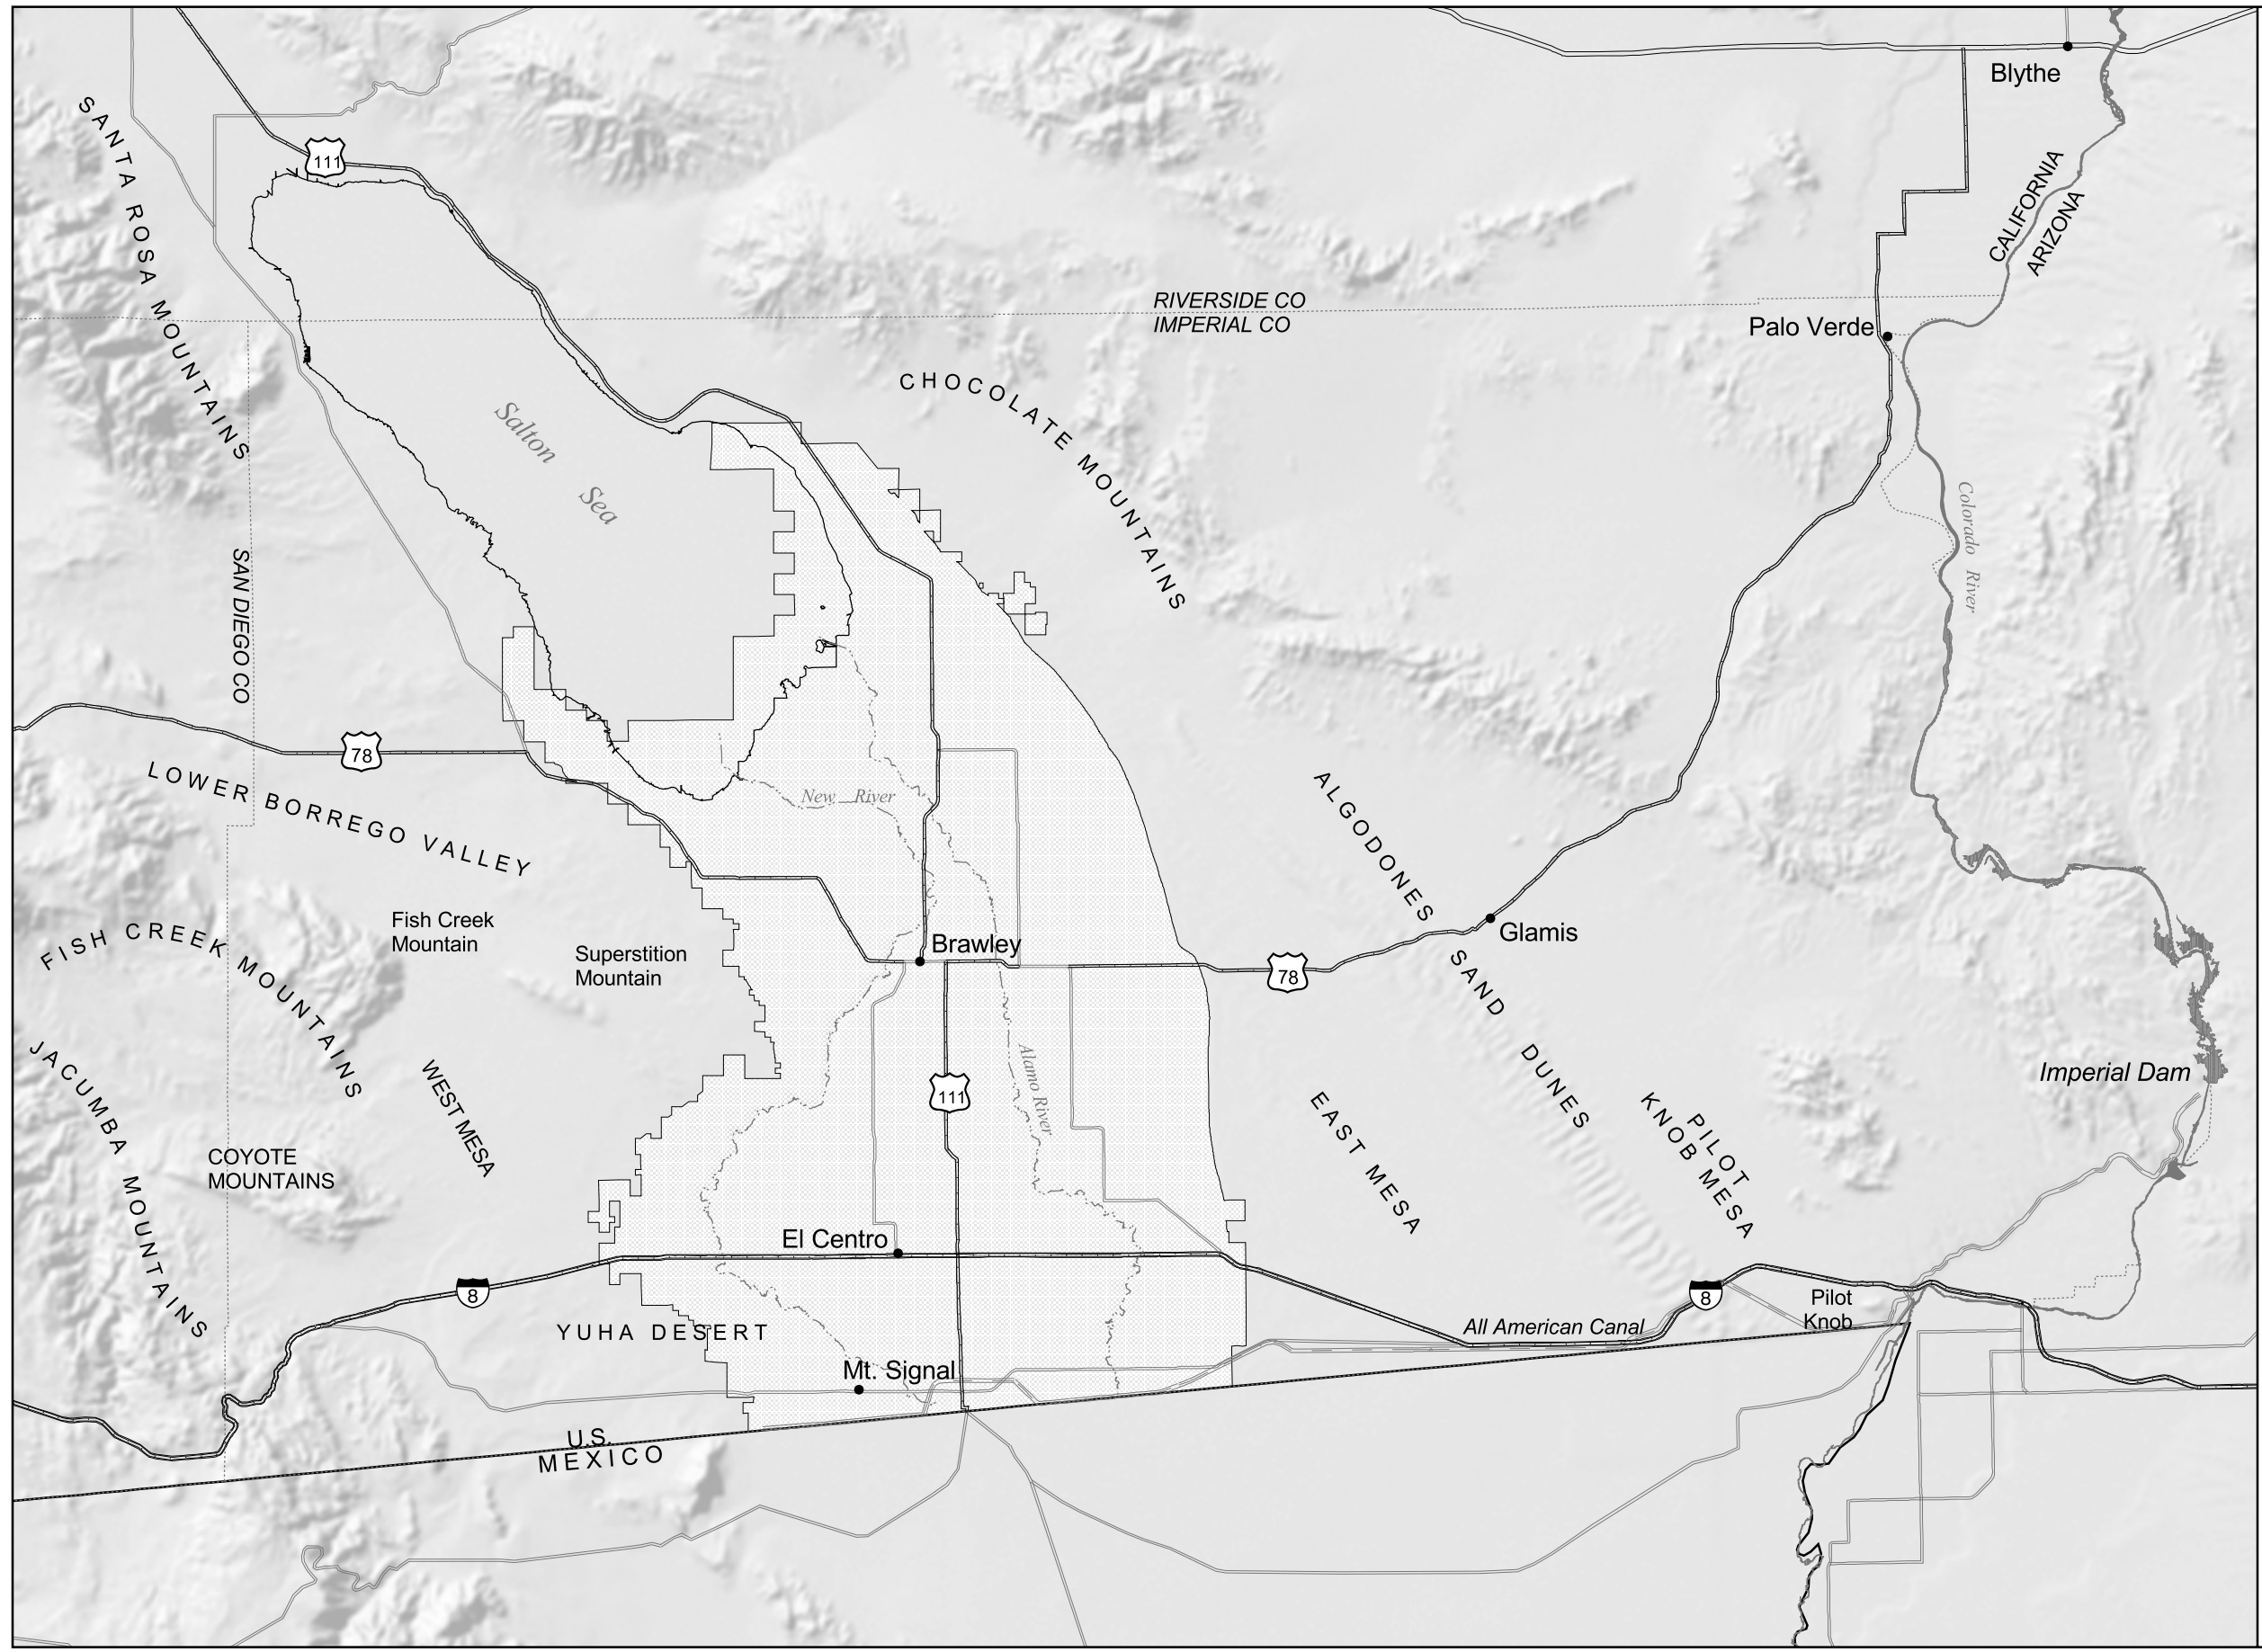 Blythe
SANTA ROSA MOUNTAINS
111
CALIFORNIA
ARIZONA
RIVERSIDE CO
IMPERIAL CO
Palo Verde
CHOCOLATE MOUNTAINS
Salton
Sea
Colorado River
SAN DIEGO CO
78
LOWER BORREGO VALLEY
New River
ALGODONES SAND DUNES
Fish Creek
Mountain
Superstition
Mountain
Brawley
Glamis
78
FISH CREEK MOUNTAINS
JACUMBA MOUNTAINS
WEST MESA
111
Alamo River
Imperial Dam
EAST MESA
PILOT
KNOB MESA
COYOTE
MOUNTAINS
El Centro
8
8
Pilot
Knob
YUHA DESERT
All American Canal
Mt. Signal
U.S.
MEXICO